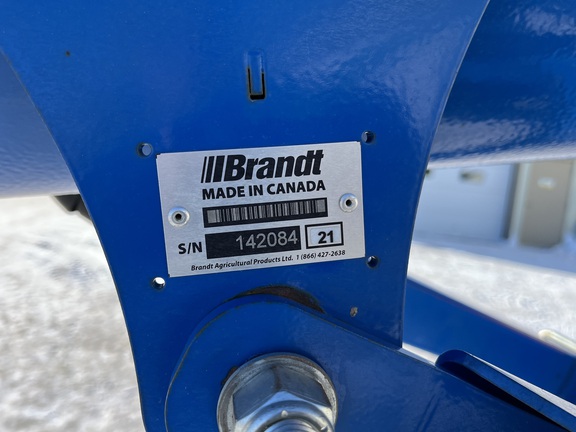 Brandt
MADE IN CANADA
S/N 142084 21
Brandt Agricultural Products Ltd. 1 (866) 427-2638